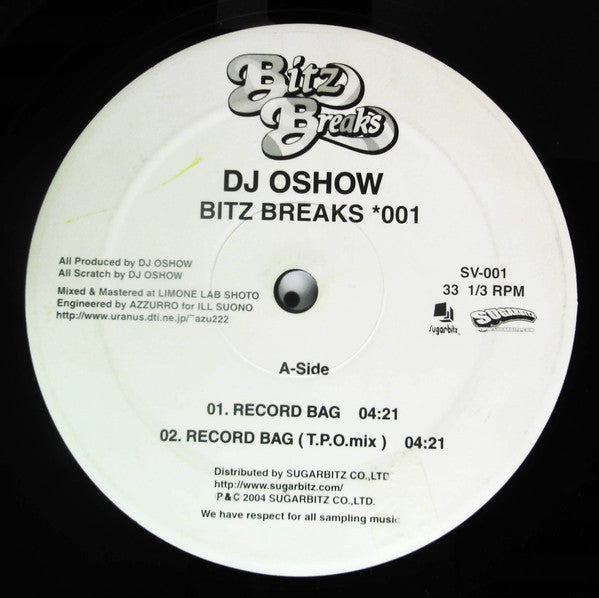 Bitz
Breaks
DJ OSHOW
BITZ BREAKS *001
All Produced by DJ OSHOW
All Scratch by DJ OSHOW
Mixed & Mastered at LIMONE LAB SHOTO
Engineered by AZZURRO for ILL SUONO
http://www.uranus.dti.ne.jp/~azu222
SV-001
33 1/3 RPM
sugarbitz
SUGARBITZ
A-Side
01. RECORD BAG 04:21
02. RECORD BAG ( T.P.O.mix ) 04:21
Distributed by SUGARBITZ CO.,LTD
http://www.sugarbitz.com/
P & C 2004 SUGARBITZ CO.,LTD.
We have respect for all sampling music